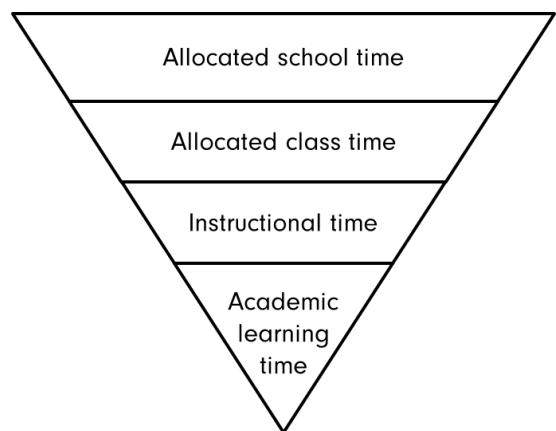 Allocated school time
Allocated class time
Instructional time
Academic
learning
time